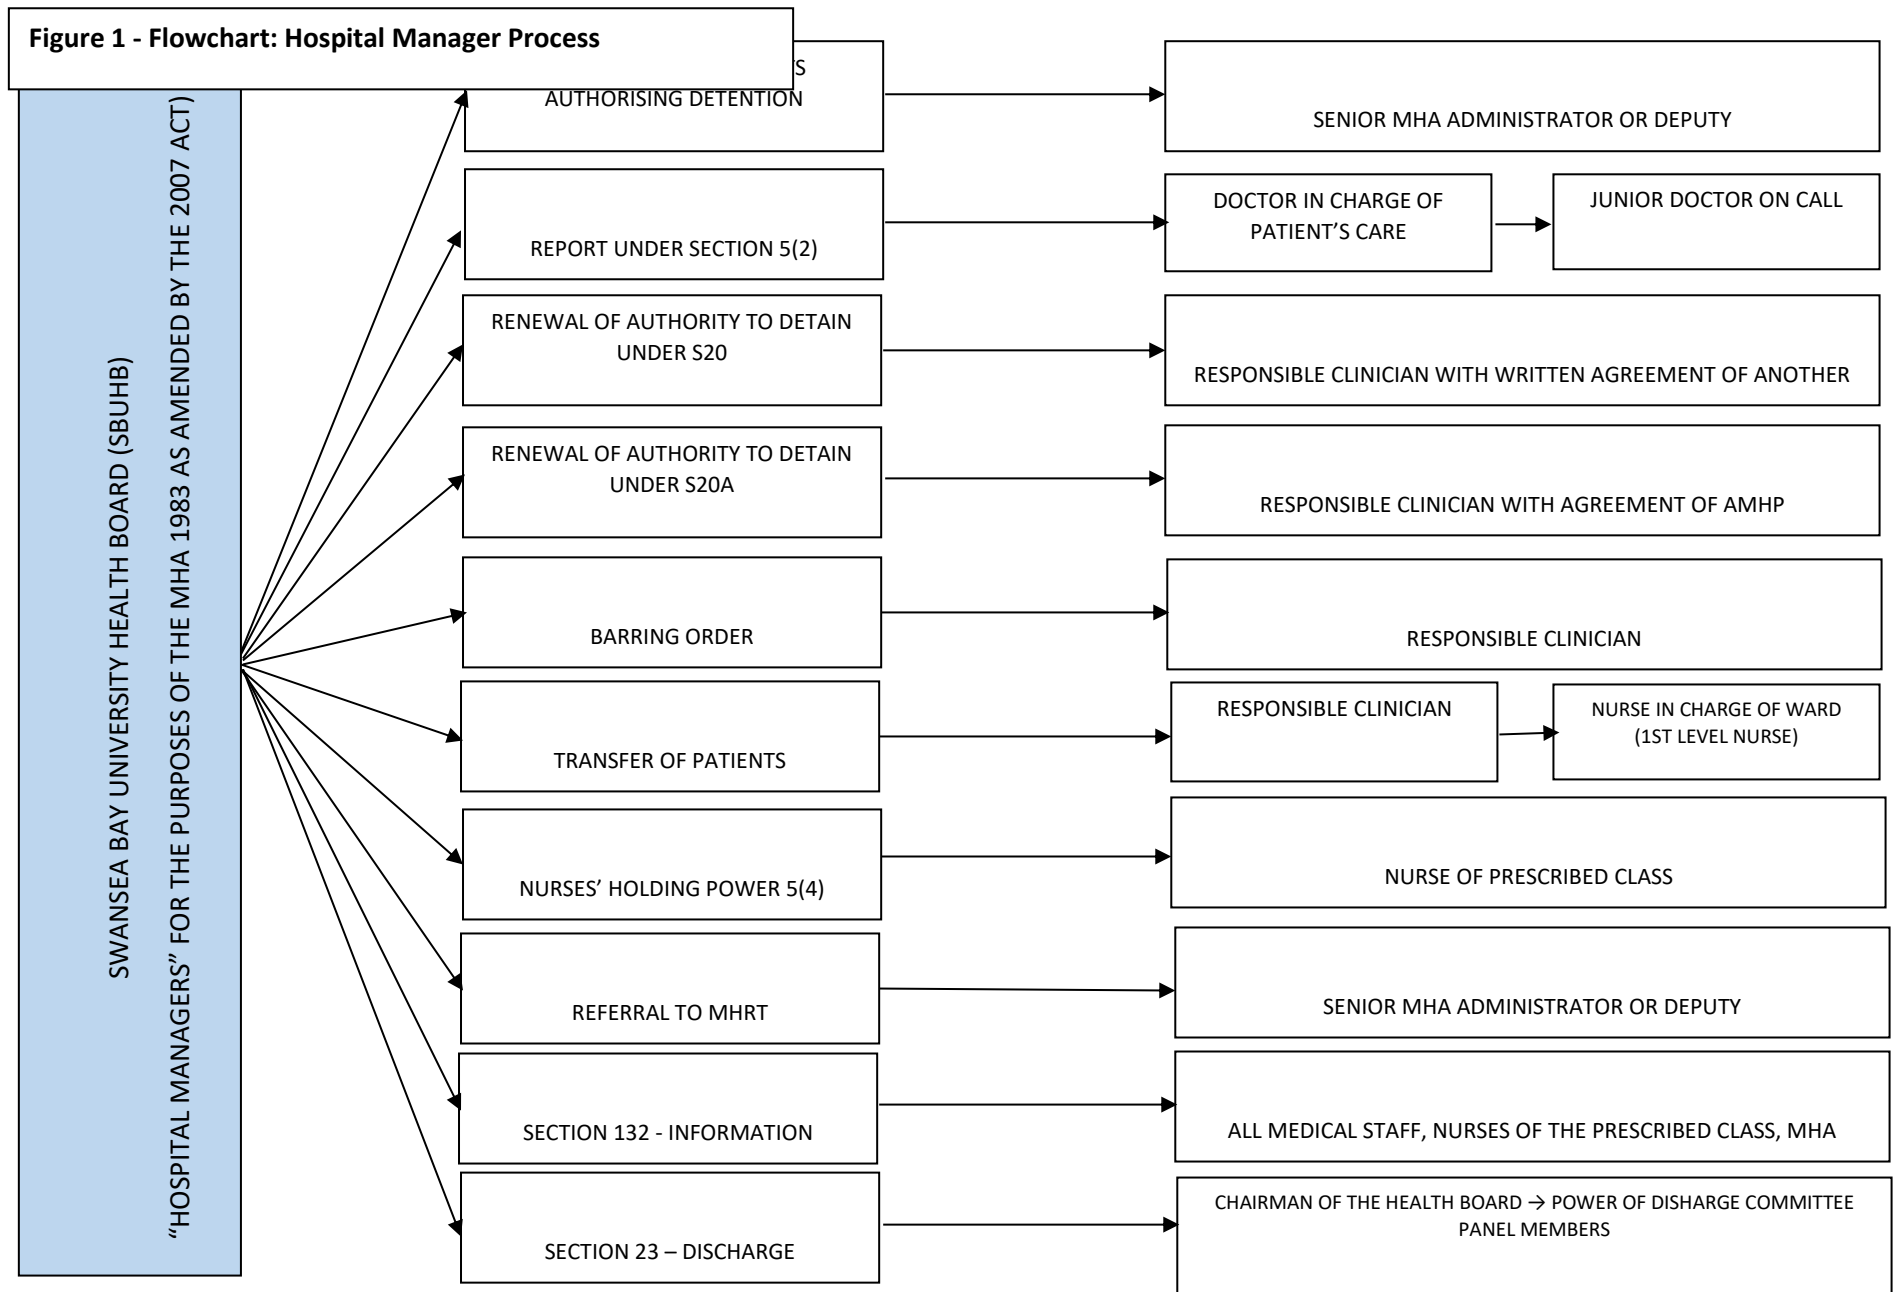 Figure 1 - Flowchart: Hospital Manager Process
SWANSEA BAY UNIVERSITY HEALTH BOARD (SBUHB)
“HOSPITAL MANAGERS” FOR THE PURPOSES OF THE MHA 1983 AS AMENDED BY THE 2007 ACT)
AUTHORISING DETENTION
SENIOR MHA ADMINISTRATOR OR DEPUTY
REPORT UNDER SECTION 5(2)
DOCTOR IN CHARGE OF
PATIENT’S CARE
JUNIOR DOCTOR ON CALL
RENEWAL OF AUTHORITY TO DETAIN
UNDER S20
RESPONSIBLE CLINICIAN WITH WRITTEN AGREEMENT OF ANOTHER
RENEWAL OF AUTHORITY TO DETAIN
UNDER S20A
RESPONSIBLE CLINICIAN WITH AGREEMENT OF AMHP
BARRING ORDER
RESPONSIBLE CLINICIAN
TRANSFER OF PATIENTS
RESPONSIBLE CLINICIAN
NURSE IN CHARGE OF WARD
(1ST LEVEL NURSE)
NURSES’ HOLDING POWER 5(4)
NURSE OF PRESCRIBED CLASS
REFERRAL TO MHRT
SENIOR MHA ADMINISTRATOR OR DEPUTY
SECTION 132 - INFORMATION
ALL MEDICAL STAFF, NURSES OF THE PRESCRIBED CLASS, MHA
SECTION 23 – DISCHARGE
CHAIRMAN OF THE HEALTH BOARD → POWER OF DISHARGE COMMITTEE
PANEL MEMBERS